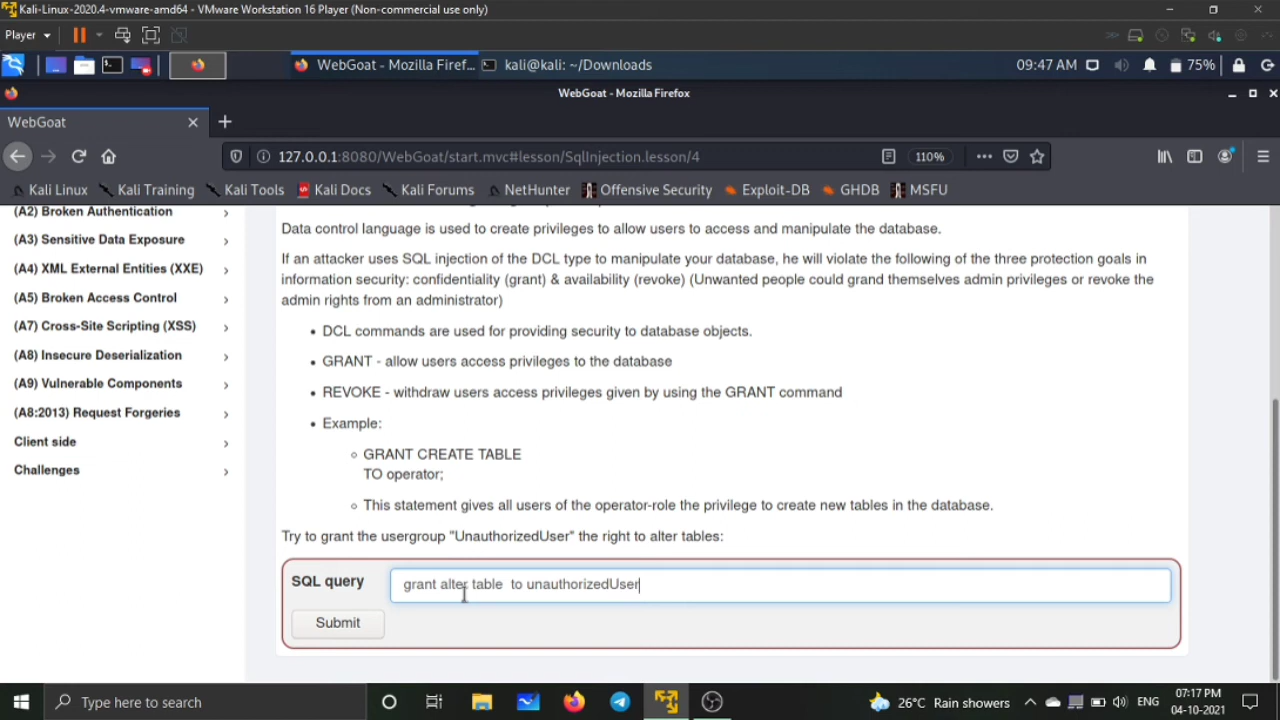 Kali-Linux-2020.4-vmware-amd64 - VMware Workstation 16 Player (Non-commercial use only)
Player
WebGoat - Mozilla Firef...
kali@kali: ~/Downloads
09:47 AM
75%
WebGoat - Mozilla Firefox
WebGoat
127.0.0.1:8080/WebGoat/start.mvc#lesson/SqlInjection.lesson/4
110%
Kali Linux
Kali Training
Kali Tools
Kali Docs
Kali Forums
NetHunter
Offensive Security
Exploit-DB
GHDB
MSFU
(A2) Broken Authentication
(A3) Sensitive Data Exposure
(A4) XML External Entities (XXE)
(A5) Broken Access Control
(A7) Cross-Site Scripting (XSS)
(A8) Insecure Deserialization
(A9) Vulnerable Components
(A8:2013) Request Forgeries
Client side
Challenges
Data control language is used to create privileges to allow users to access and manipulate the database.
If an attacker uses SQL injection of the DCL type to manipulate your database, he will violate the following of the three protection goals in
information security: confidentiality (grant) & availability (revoke) (Unwanted people could grand themselves admin privileges or revoke the
admin rights from an administrator)
• DCL commands are used for providing security to database objects.
• GRANT - allow users access privileges to the database
• REVOKE - withdraw users access privileges given by using the GRANT command
• Example:
GRANT CREATE TABLE
TO operator;
This statement gives all users of the operator-role the privilege to create new tables in the database.
Try to grant the usergroup "UnauthorizedUser" the right to alter tables:
SQL query
grant alter table  to unauthorizedUser
Submit
Type here to search
26°C Rain showers
ENG
07:17 PM
04-10-2021